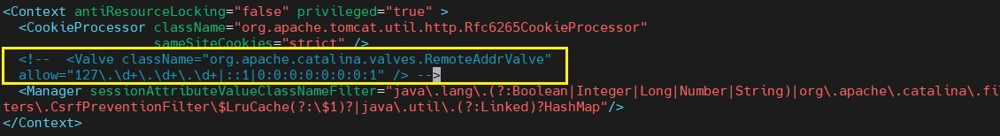 <Context antiResourceLocking="false" privileged="true" >
  <CookieProcessor className="org.apache.tomcat.util.http.Rfc6265CookieProcessor"
                   sameSiteCookies="strict" />
  <!--  <Valve className="org.apache.catalina.valves.RemoteAddrValve"
  allow="127\.\d+\.\d+\.\d+|::1|0:0:0:0:0:0:0:1" /> -->
  <Manager sessionAttributeValueClassNameFilter="java\.lang\.(?:Boolean|Integer|Long|Number|String)|org\.apache\.catalina\.fil
ters\.CsrfPreventionFilter\$LruCache(?:\$1)?|java\.util\.(?:Linked)?HashMap"/>
</Context>